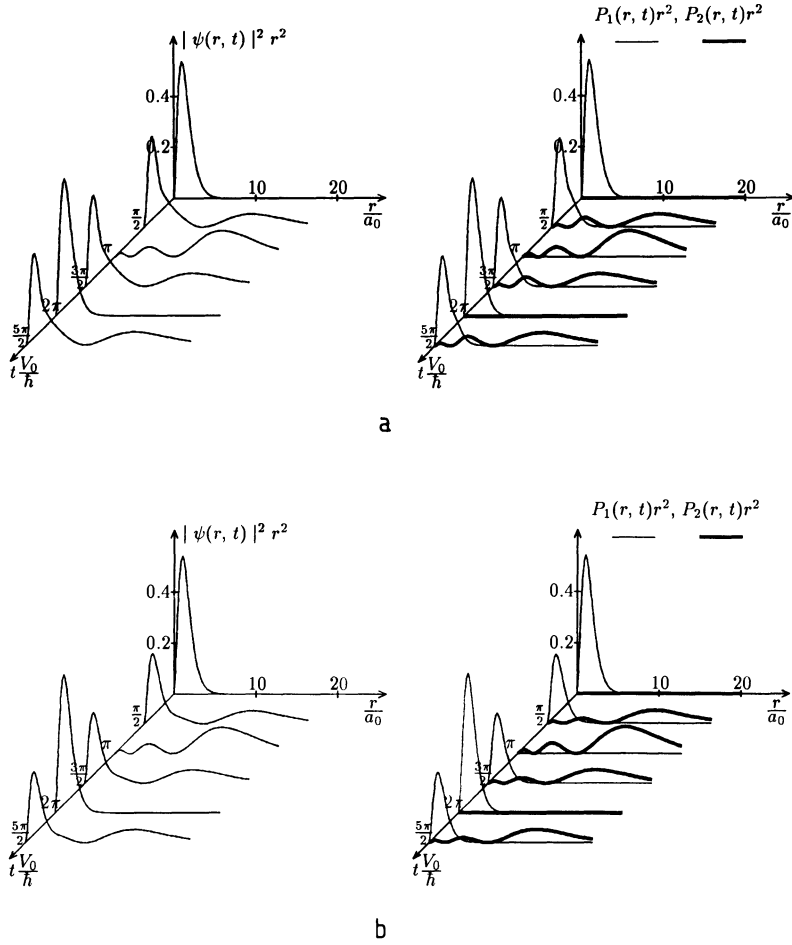 | ψ(r, t) |² r²
0.4
0.2
10
20
r/a₀
π/2
π
3π/2
2π
5π/2
t V₀/ħ
P₁(r, t)r², P₂(r, t)r²
0.4
0.2
10
20
r/a₀
π/2
π
3π/2
2π
5π/2
t V₀/ħ
a
| ψ(r, t) |² r²
0.4
0.2
10
20
r/a₀
π/2
π
3π/2
2π
5π/2
t V₀/ħ
P₁(r, t)r², P₂(r, t)r²
0.4
0.2
10
20
r/a₀
π/2
π
3π/2
2π
5π/2
t V₀/ħ
b